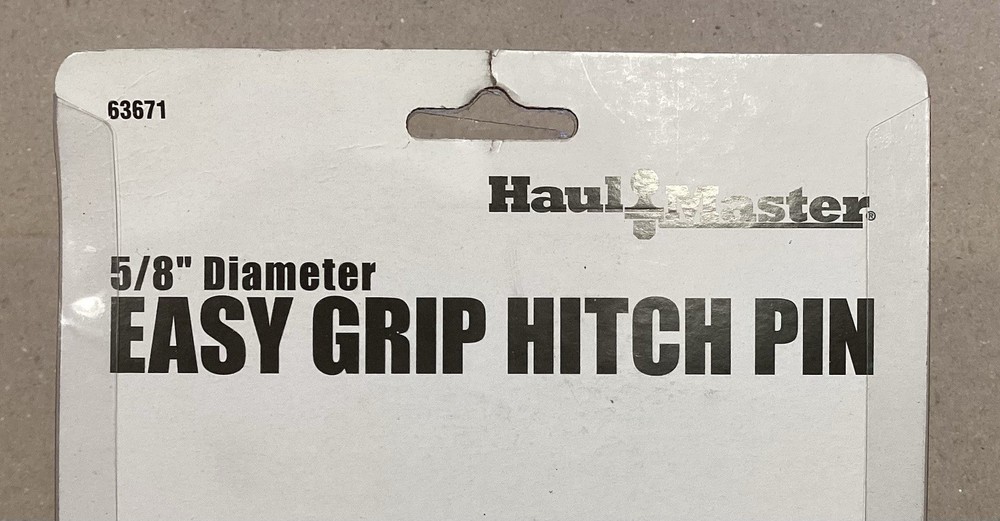 63671
Haul Master®
5/8" Diameter
EASY GRIP HITCH PIN